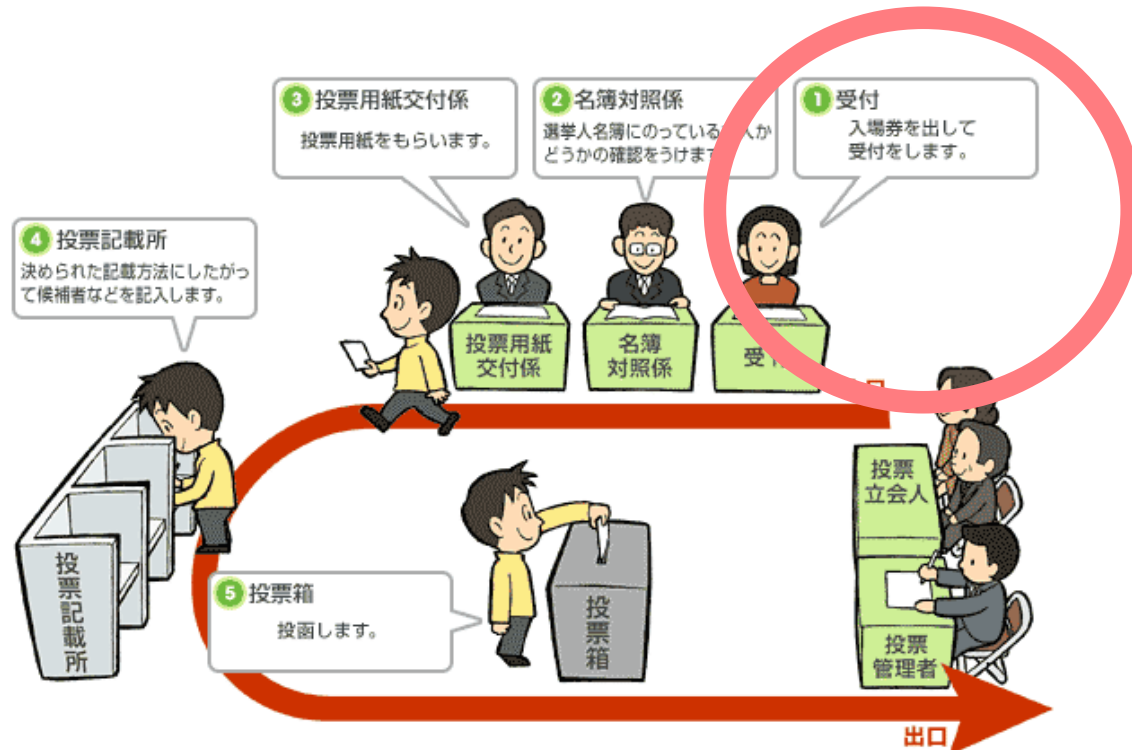 1 受付
入場券を出して
受付をします。
2 名簿対照係
選挙人名簿にのっている
どうかの確認をうけます
3 投票用紙交付係
投票用紙をもらいます。
4 投票記載所
決められた記載方法にしたがっ
て候補者などを記入します。
5 投票箱
投函します。
投票用紙
交付係
名簿
対照係
受
投票
立会人
投票
管理者
投票記載所
投票箱
出口